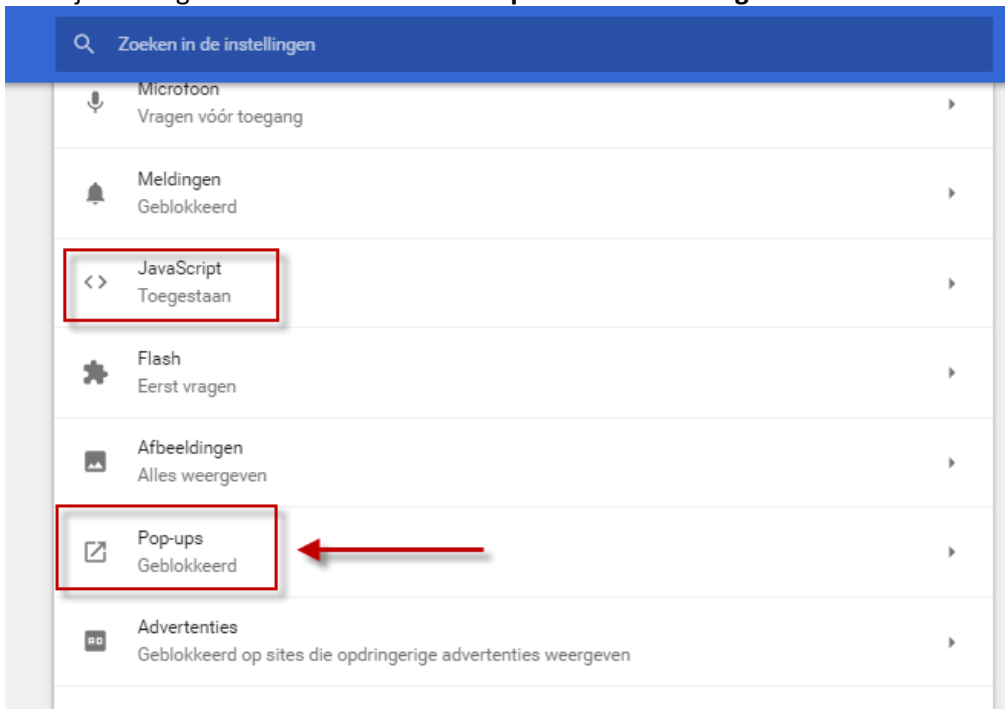 Zoeken in de instellingen
Microfoon
Vragen vóór toegang
Meldingen
Geblokkeerd
JavaScript
Toegestaan
Flash
Eerst vragen
Afbeeldingen
Alles weergeven
Pop-ups
Geblokkeerd
AD
Advertenties
Geblokkeerd op sites die opdringerige advertenties weergeven